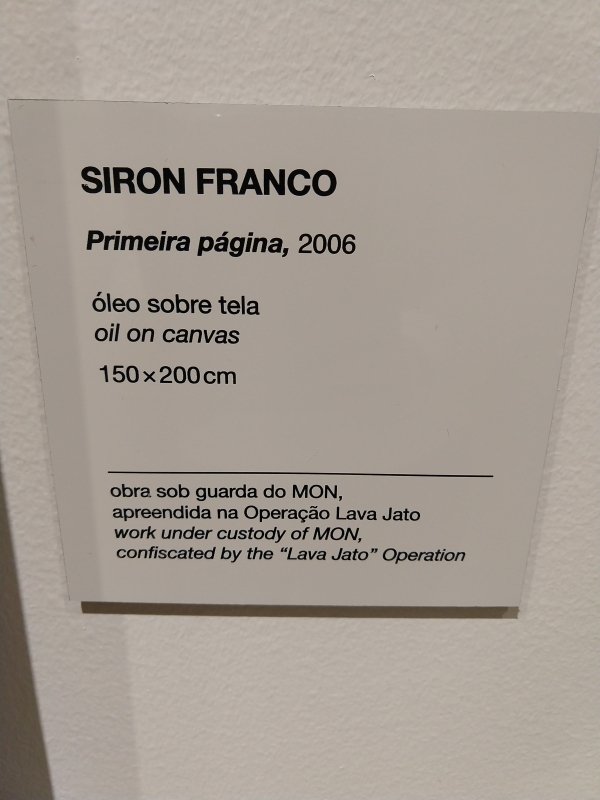 SIRON FRANCO
Primeira página, 2006
óleo sobre tela
oil on canvas
150×200cm
obra sob guarda do MON,
apreendida na Operação Lava Jato
work under custody of MON,
confiscated by the “Lava Jato” Operation